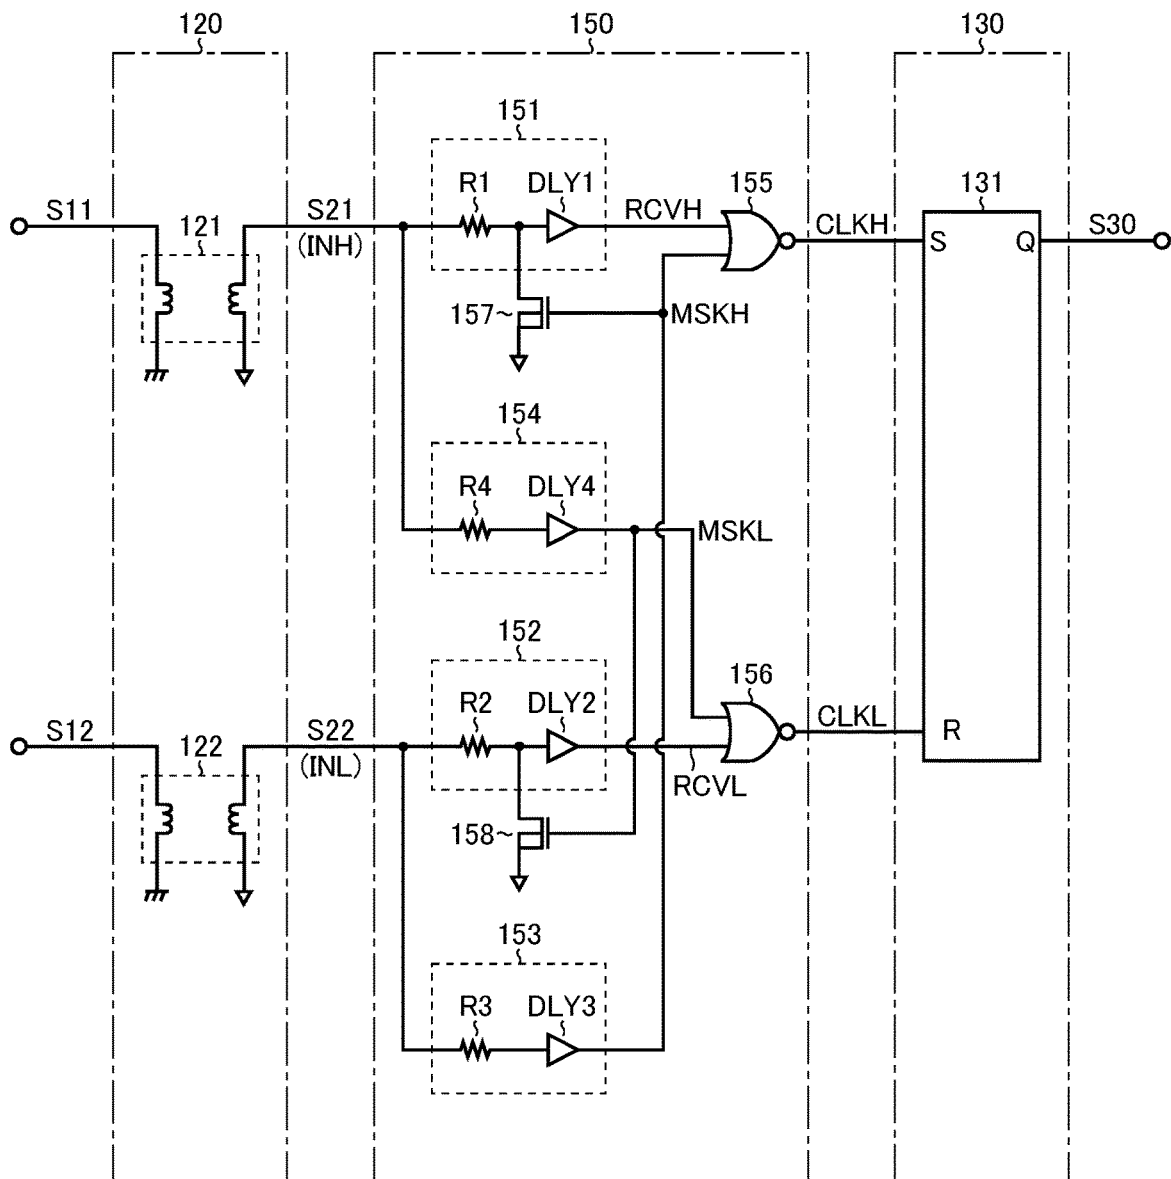 120
150
130
151
R1
DLY1
RCVH
155
CLKH
131
S11
121
S21
(INH)
S
Q
S30
157~
MSKH
154
R4
DLY4
MSKL
152
R2
DLY2
156
CLKL
R
S12
122
S22
(INL)
RCVL
158~
153
R3
DLY3